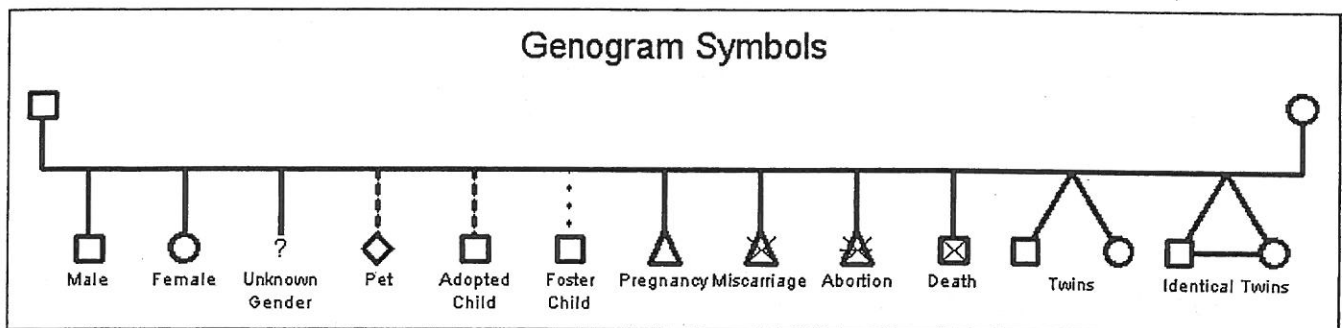 Genogram Symbols
?
Male Female Unknown Gender Pet Adopted Child Foster Child Pregnancy Miscarriage Abortion Death Twins Identical Twins